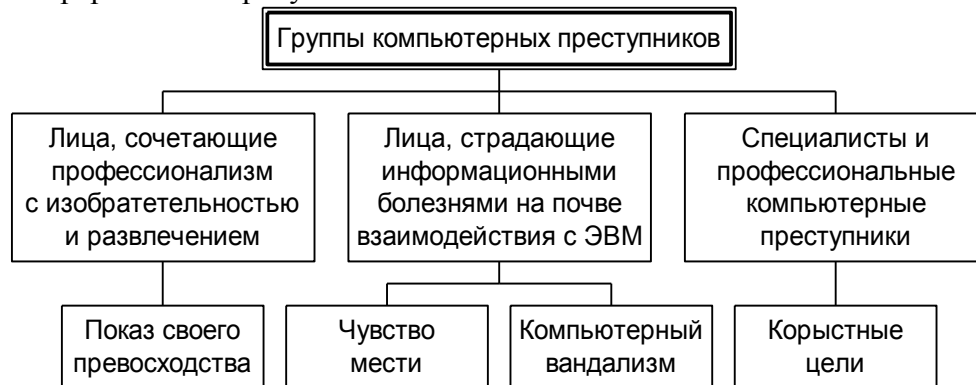 Группы компьютерных преступников
Лица, сочетающие
профессионализм
с изобратетельностью
и развлечением
Лица, страдающие
информационными
болезнями на почве
взаимодействия с ЭВМ
Специалисты и
профессиональные
компьютерные
преступники
Показ своего
превосходства
Чувство
мести
Компьютерный
вандализм
Корыстные
цели